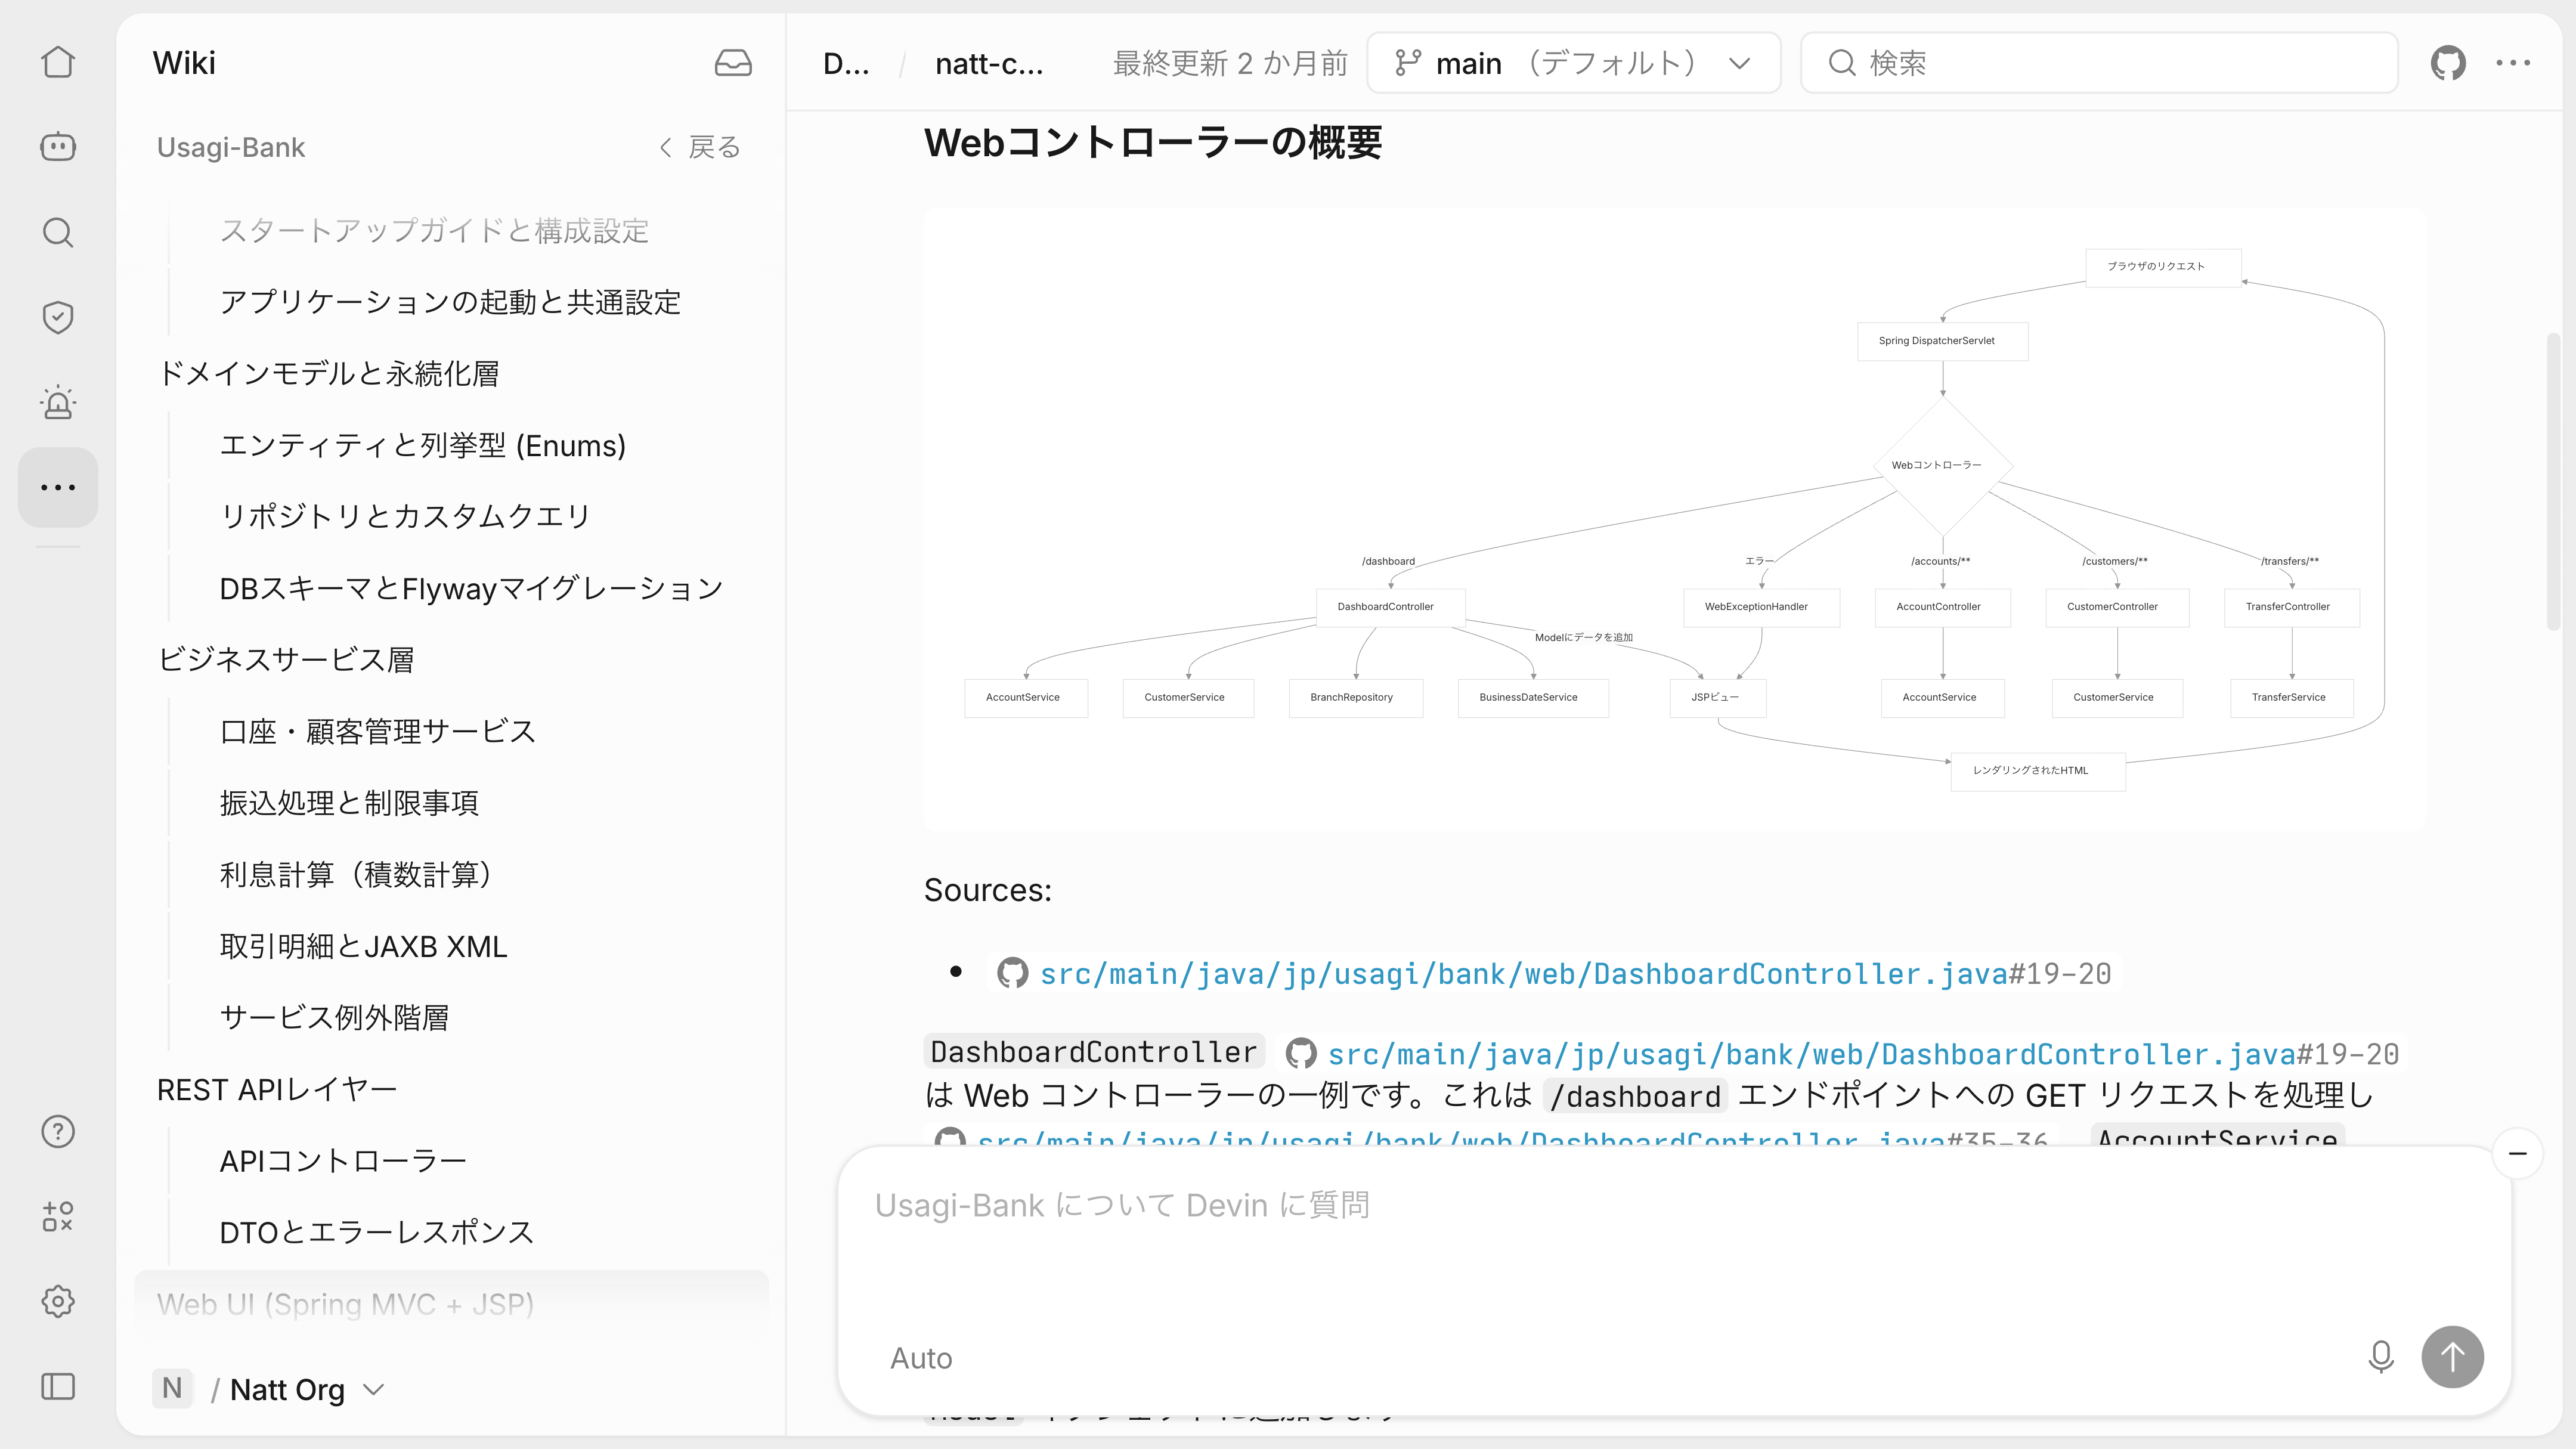 Wiki
Usagi-Bank
戻る
スタートアップガイドと構成設定
アプリケーションの起動と共通設定
ドメインモデルと永続化層
エンティティと列挙型 (Enums)
リポジトリとカスタムクエリ
DBスキーマとFlywayマイグレーション
ビジネスサービス層
口座・顧客管理サービス
振込処理と制限事項
利息計算（積数計算）
取引明細とJAXB XML
サービス例外階層
REST APIレイヤー
APIコントローラー
DTOとエラーレスポンス
Web UI (Spring MVC + JSP)
N / Natt Org
D... / natt-c...
最終更新 2 か月前
main （デフォルト）
検索
Webコントローラーの概要
ブラウザのリクエスト
Spring DispatcherServlet
Webコントローラー
/dashboard
エラー
/accounts/**
/customers/**
/transfers/**
DashboardController
WebExceptionHandler
AccountController
CustomerController
TransferController
Modelにデータを追加
AccountService
CustomerService
BranchRepository
BusinessDateService
JSPビュー
AccountService
CustomerService
TransferService
レンダリングされたHTML
Sources:
src/main/java/jp/usagi/bank/web/DashboardController.java#19-20
DashboardController src/main/java/jp/usagi/bank/web/DashboardController.java#19-20
は Web コントローラーの一例です。これは /dashboard エンドポイントへの GET リクエストを処理し
src/main/java/jp/usagi/bank/web/DashboardController.java#35-36 AccountService
Usagi-Bank について Devin に質問
Auto